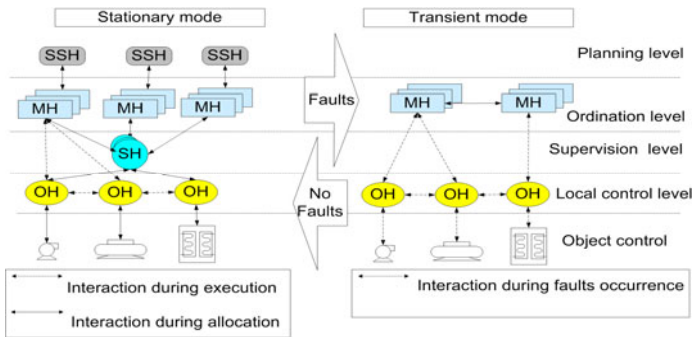 Stationary mode
Transient mode
SSH
SSH
SSH
Planning level
MH
MH
MH
Faults
MH
MH
Ordination level
SH
Supervision level
OH
OH
OH
No
Faults
OH
OH
OH
Local control level
Object control
Interaction during execution
Interaction during allocation
Interaction during faults occurrence